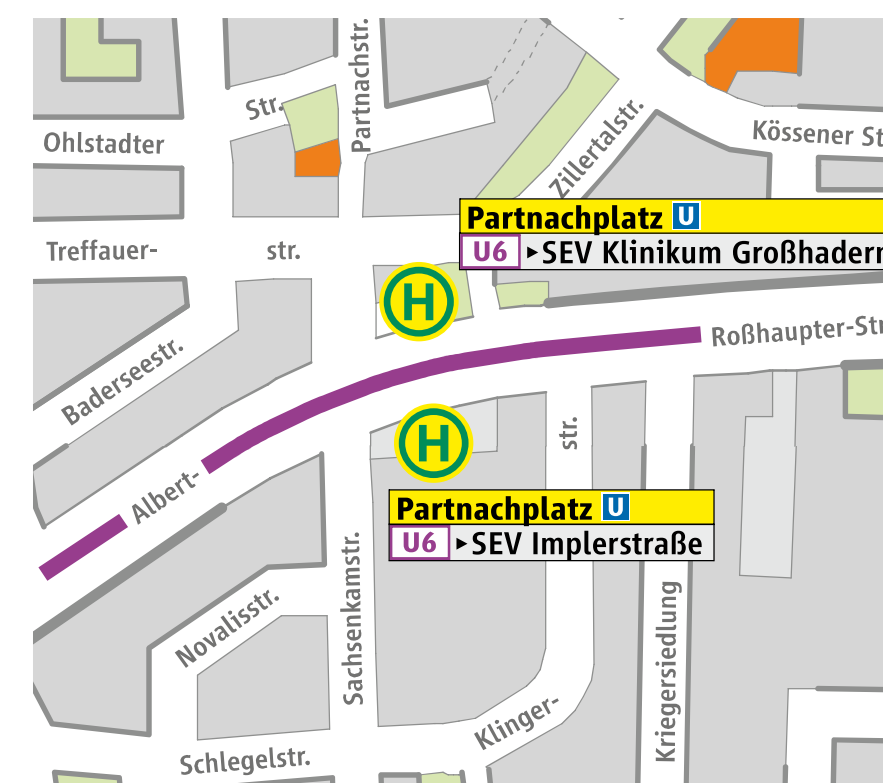 Partnachstr.
Str.
Ohlstadter
Zillertalstr.
Kössener St
Partnachplatz U
U6 ▸SEV Klinikum Großhadern
Treffauer-
str.
H
Roßhaupter-Str
Baderseestr.
str.
H
Albert-
Partnachplatz U
U6 ▸SEV Implerstraße
Sachsenkamstr.
Novalisstr.
Kriegersiedlung
Klinger-
Schlegelstr.